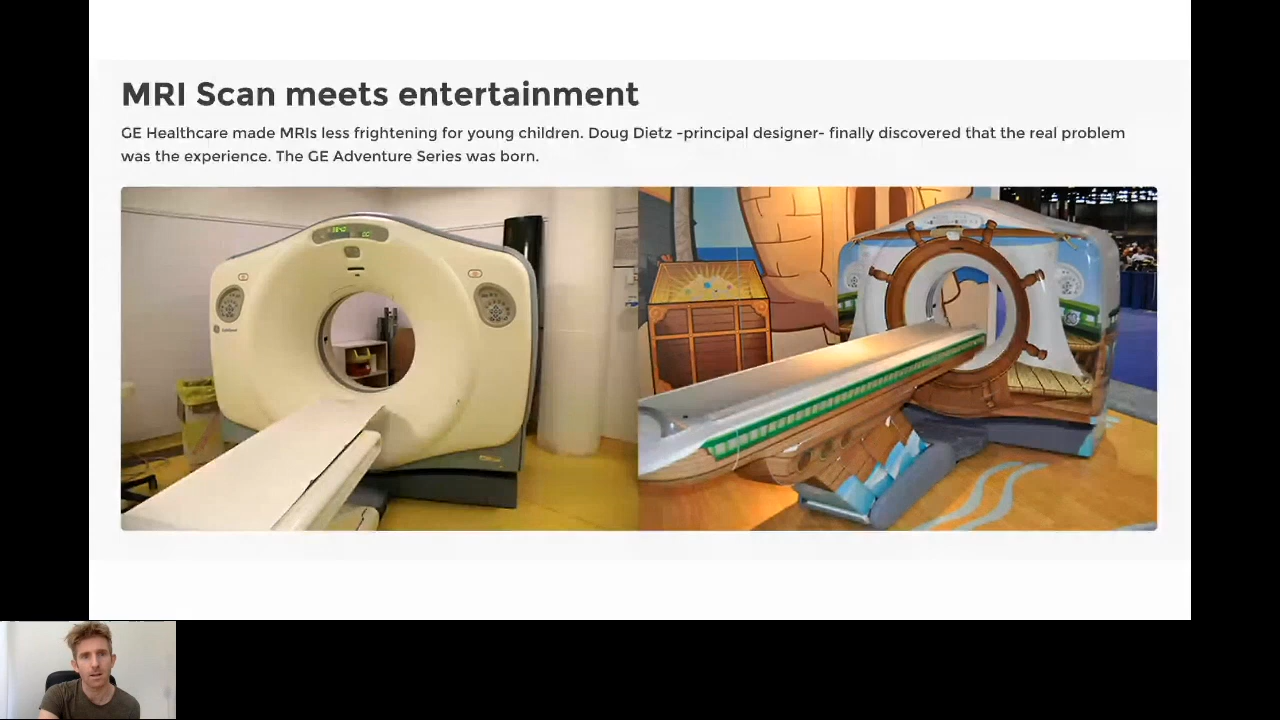 MRI Scan meets entertainment
GE Healthcare made MRIs less frightening for young children. Doug Dietz -principal designer- finally discovered that the real problem
was the experience. The GE Adventure Series was born.